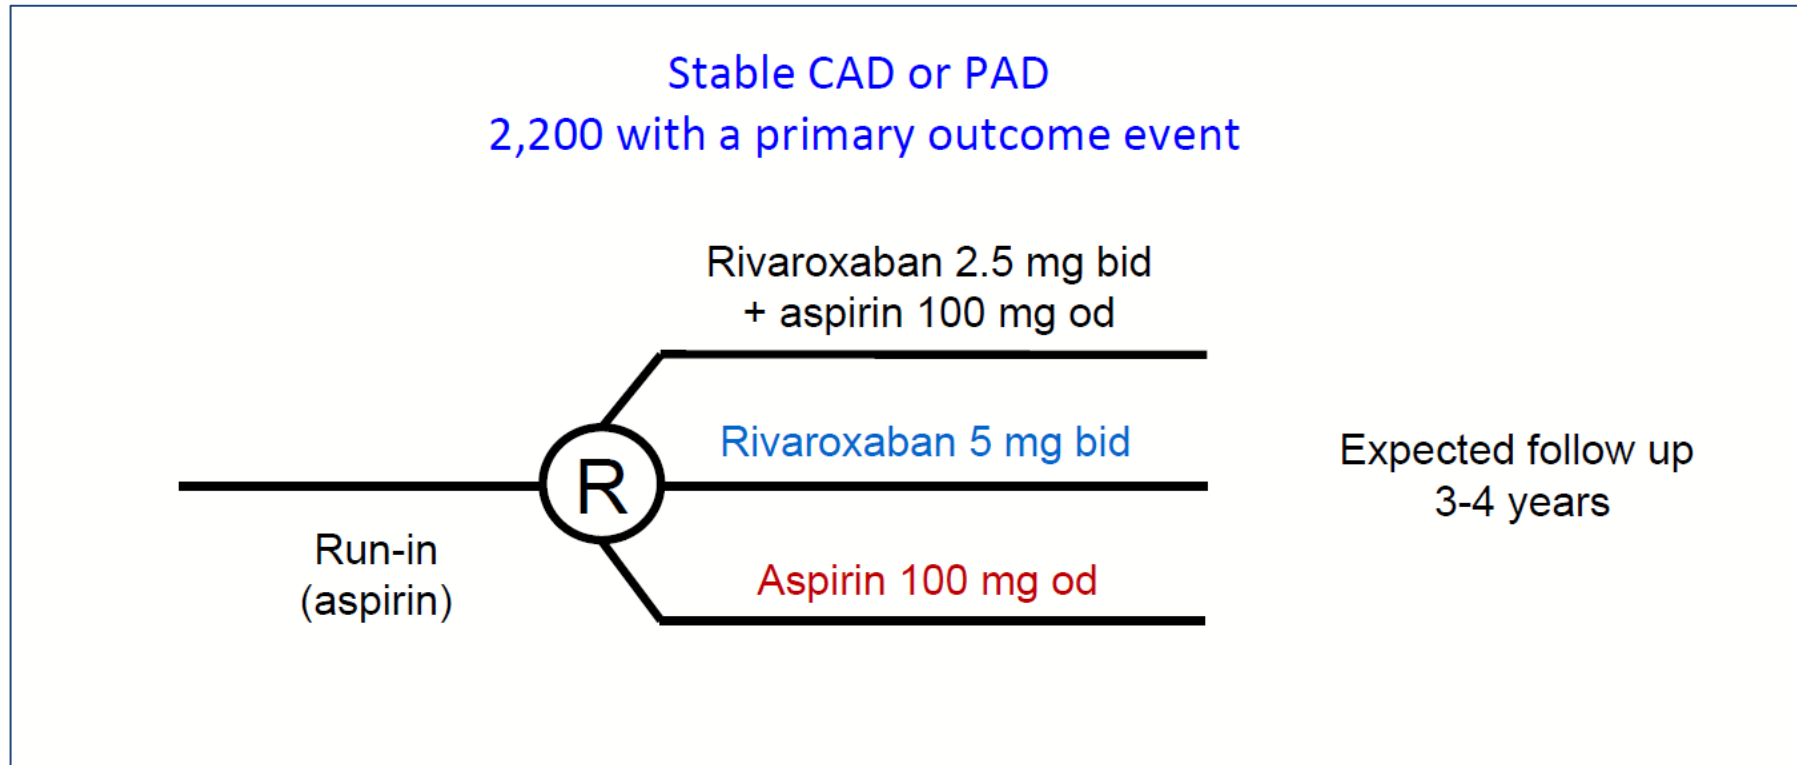 Stable CAD or PAD
2,200 with a primary outcome event
Rivaroxaban 2.5 mg bid
+ aspirin 100 mg od
Rivaroxaban 5 mg bid
R
Expected follow up
3-4 years
Run-in
(aspirin)
Aspirin 100 mg od